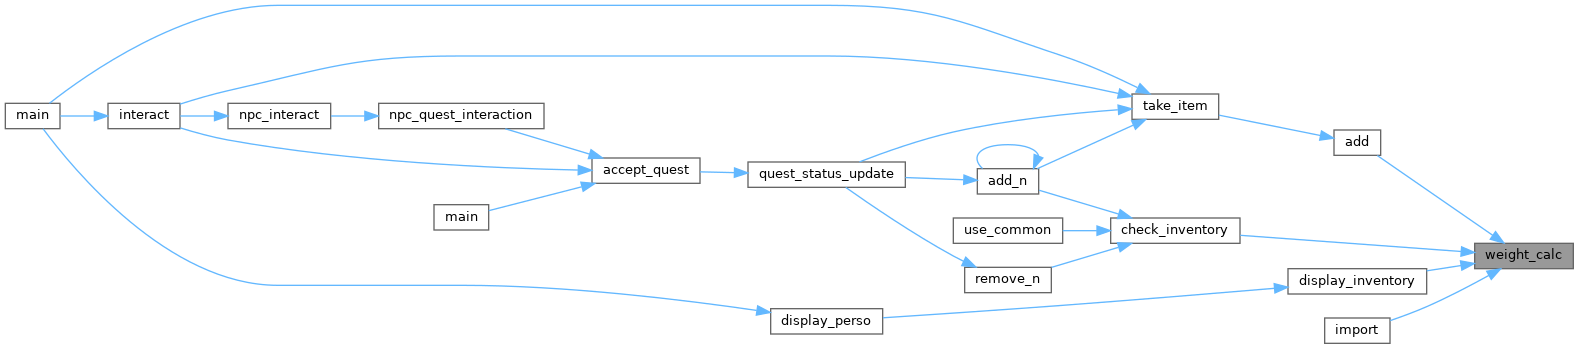 main
interact
npc_interact
npc_quest_interaction
accept_quest
main
quest_status_update
take_item
add
add_n
use_common
check_inventory
remove_n
weight_calc
display_inventory
display_perso
import